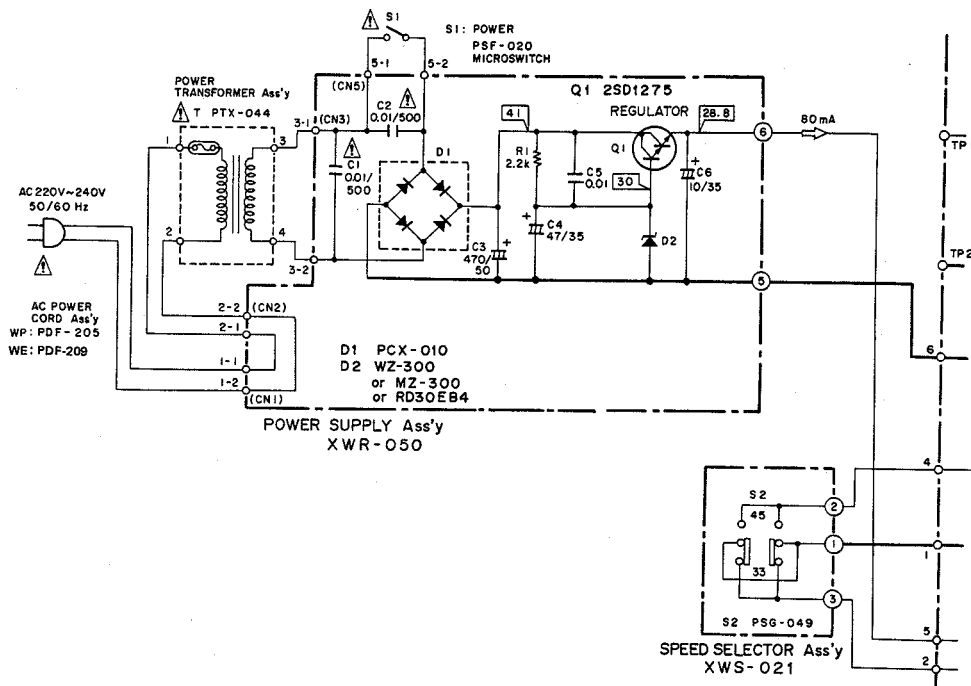 S1
S1: POWER
PSF-020
MICROSWITCH
5-1
5-2
(CN5)
POWER
TRANSFORMER Ass'y
T PTX-044
3-1
(CN3)
C2
0.01/500
C1
0.01/
500
D1
1
2
3
4
3-2
Q1 2SD1275
REGULATOR
41
28.8
6
80mA
R1
2.2k
C5
0.01
Q1
30
C6
10/35
C3
470/
50
C4
47/35
D2
5
TP
TP2
AC 220V~240V
50/60 Hz
AC POWER
CORD Ass'y
WP: PDF-205
WE: PDF-209
2-2
(CN2)
2-1
1-1
1-2
(CN1)
D1 PCX-010
D2 WZ-300
or MZ-300
or RD30EB4
POWER SUPPLY Ass'y
XWR-050
6
4
S2
45
33
2
1
3
1
S2 PSG-049
SPEED SELECTOR Ass'y
XWS-021
5
2